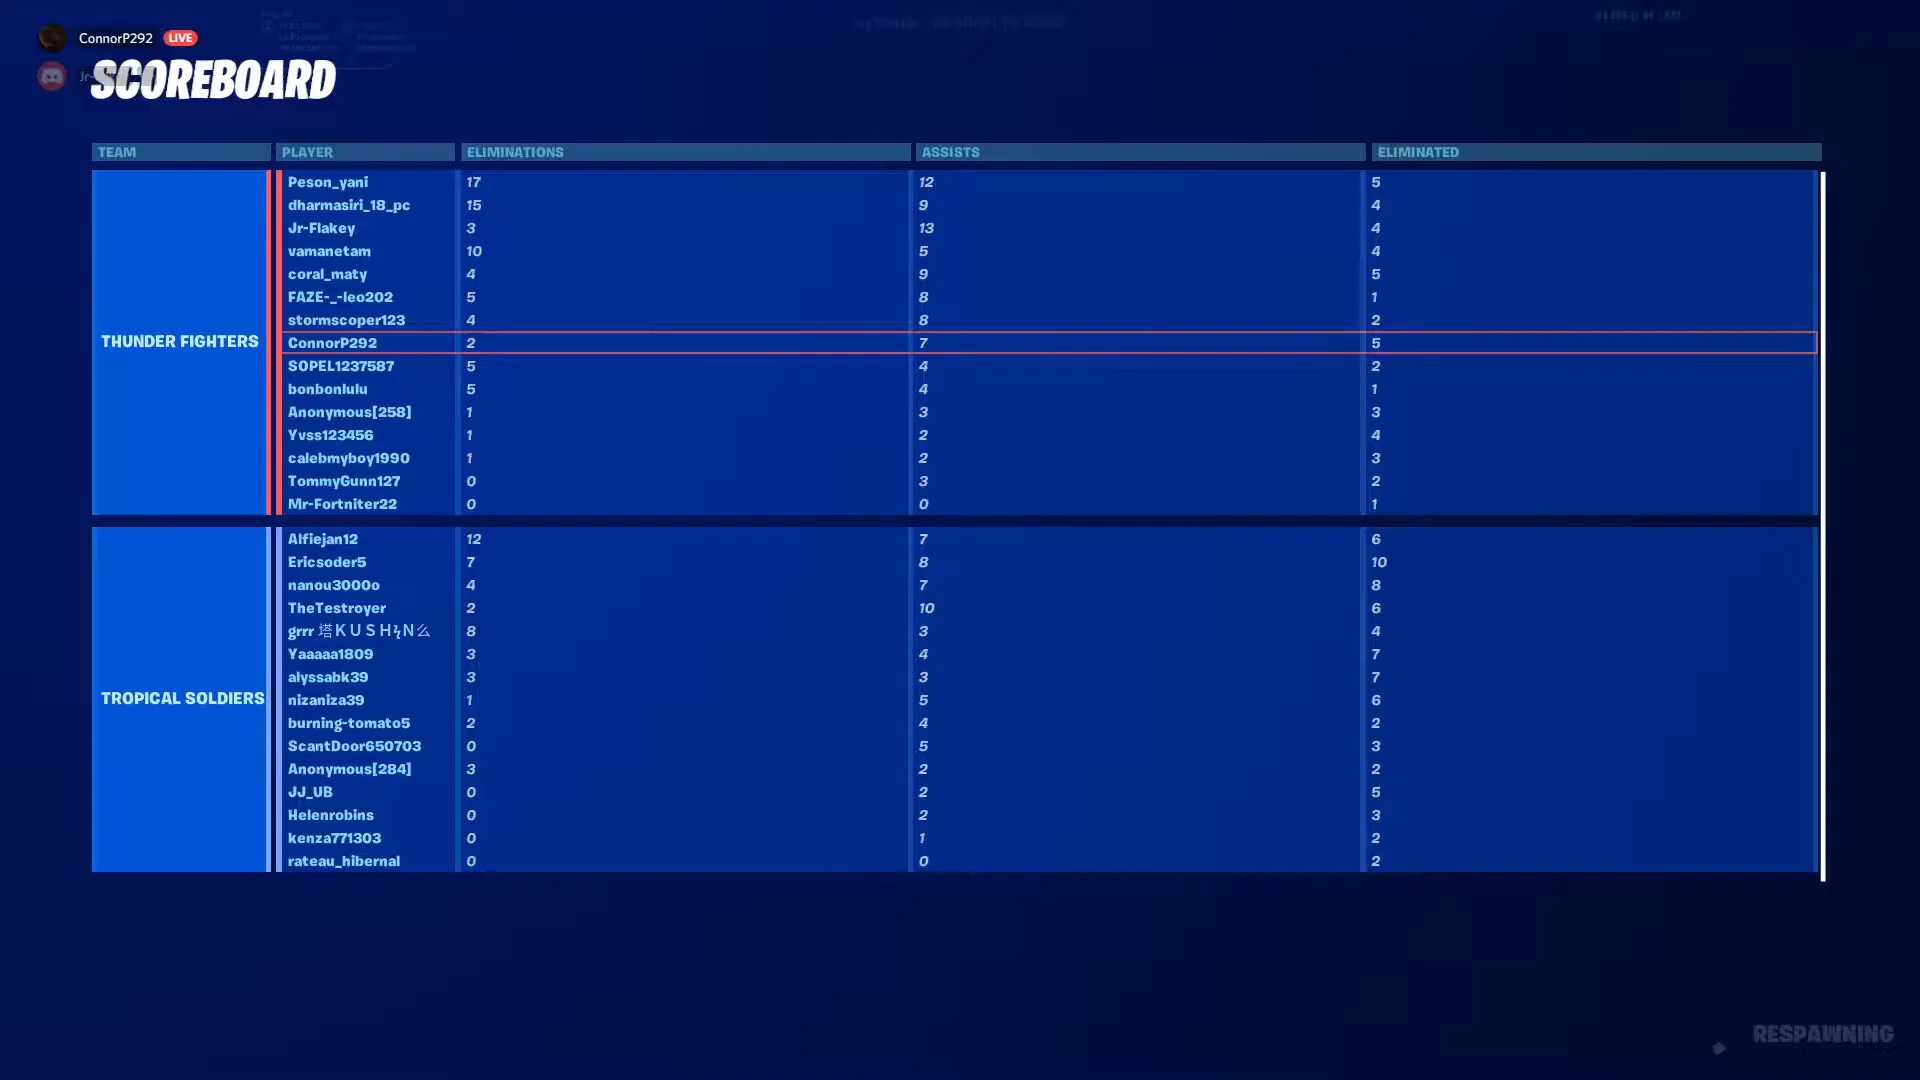 ConnorP292 LIVE
SCOREBOARD
TEAM PLAYER ELIMINATIONS ASSISTS ELIMINATED
THUNDER FIGHTERS
Peson_yani 17 12 5
dharmasiri_18_pc 15 9 4
Jr-Flakey 3 13 4
vamanetam 10 5 4
coral_maty 4 9 5
FAZE-_-leo202 5 8 1
stormscoper123 4 8 2
ConnorP292 2 7 5
SOPEL1237587 5 4 2
bonbonlulu 5 4 1
Anonymous[258] 1 3 3
Yvss123456 1 2 4
calebmyboy1990 1 2 3
TommyGunn127 0 3 2
Mr-Fortniter22 0 0 1
TROPICAL SOLDIERS
Alfiejan12 12 7 6
Ericsoder5 7 8 10
nanou3000o 4 7 8
TheTestroyer 2 10 6
grrr 塔K U S HϟN么 8 3 4
Yaaaaa1809 3 4 7
alyssabk39 3 3 7
nizaniza39 1 5 6
burning-tomato5 2 4 2
ScantDoor650703 0 5 3
Anonymous[284] 3 2 2
JJ_UB 0 2 5
Helenrobins 0 2 3
kenza771303 0 1 2
rateau_hibernal 0 0 2
RESPAWNING